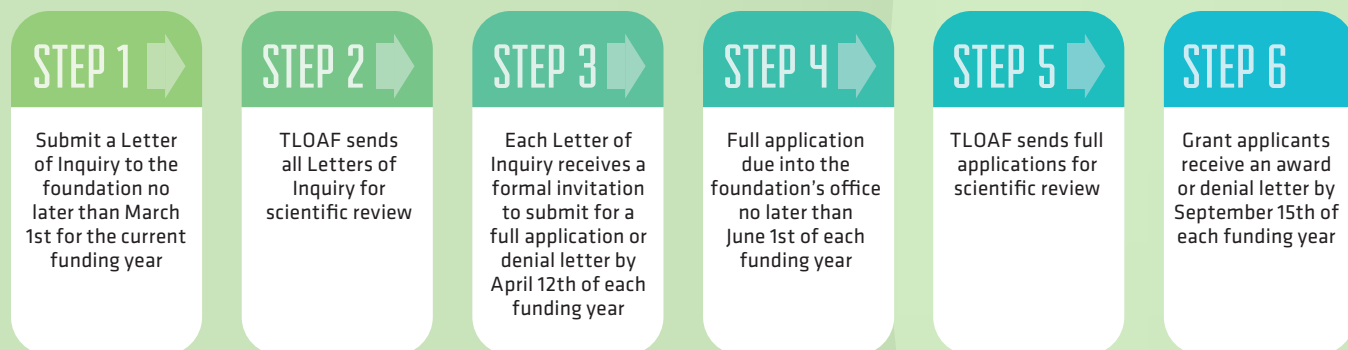 STEP 1
Submit a Letter
of Inquiry to the
foundation no
later than March
1st for the current
funding year
STEP 2
TLOAF sends
all Letters of
Inquiry for
scientific review
STEP 3
Each Letter of
Inquiry receives a
formal invitation
to submit for a
full application or
denial letter by
April 12th of each
funding year
STEP 4
Full application
due into the
foundation's office
no later than
June 1st of each
funding year
STEP 5
TLOAF sends full
applications for
scientific review
STEP 6
Grant applicants
receive an award
or denial letter by
September 15th of
each funding year